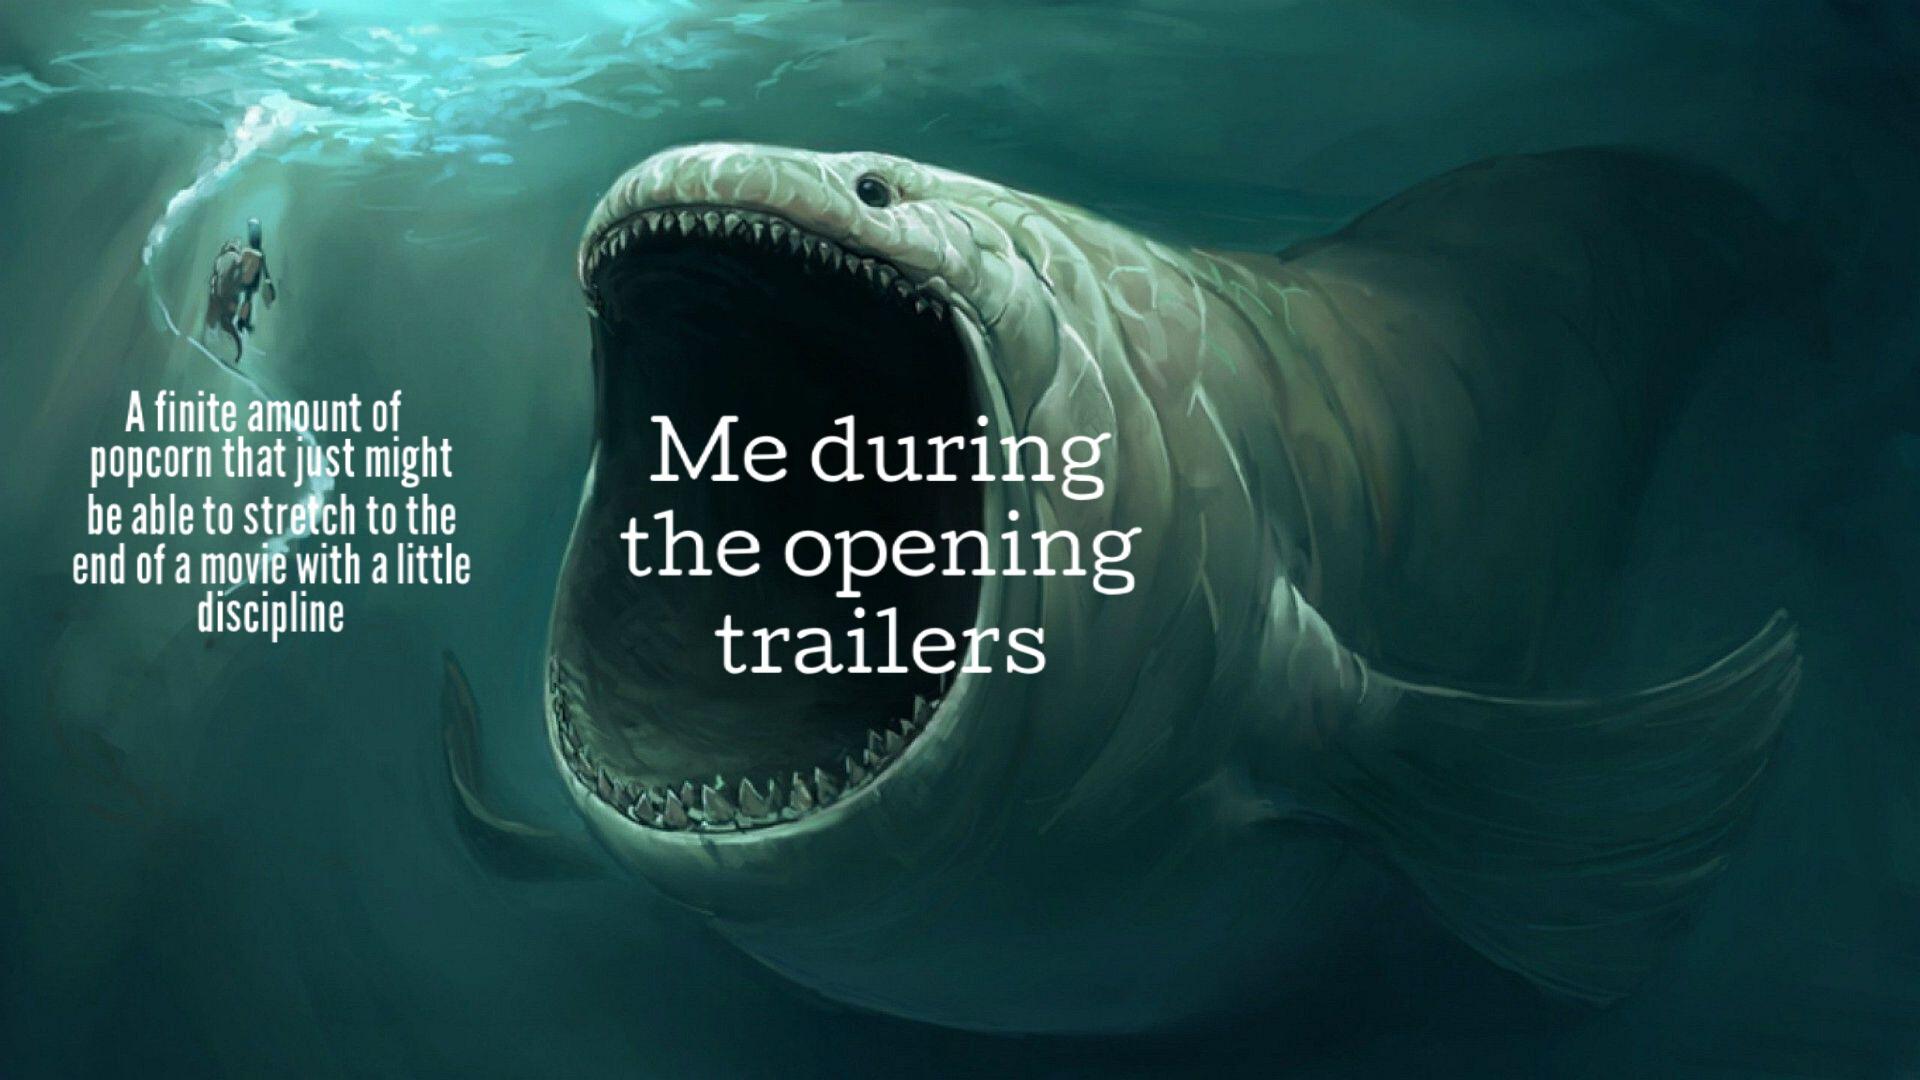 A finite amount of
popcorn that just might
be able to stretch to the
end of a movie with a little
discipline
Me during
the opening
trailers